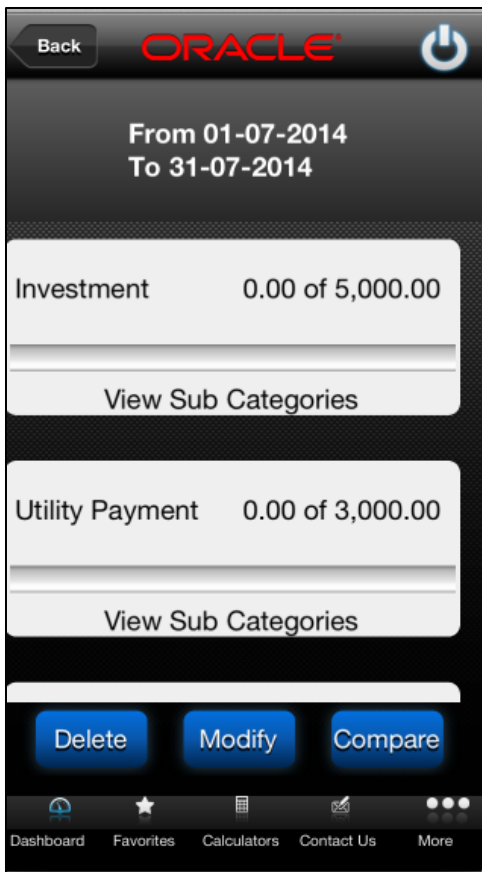 Back
ORACLE
From 01-07-2014
To 31-07-2014
Investment 0.00 of 5,000.00
View Sub Categories
Utility Payment 0.00 of 3,000.00
View Sub Categories
Delete Modify Compare
Dashboard Favorites Calculators Contact Us More